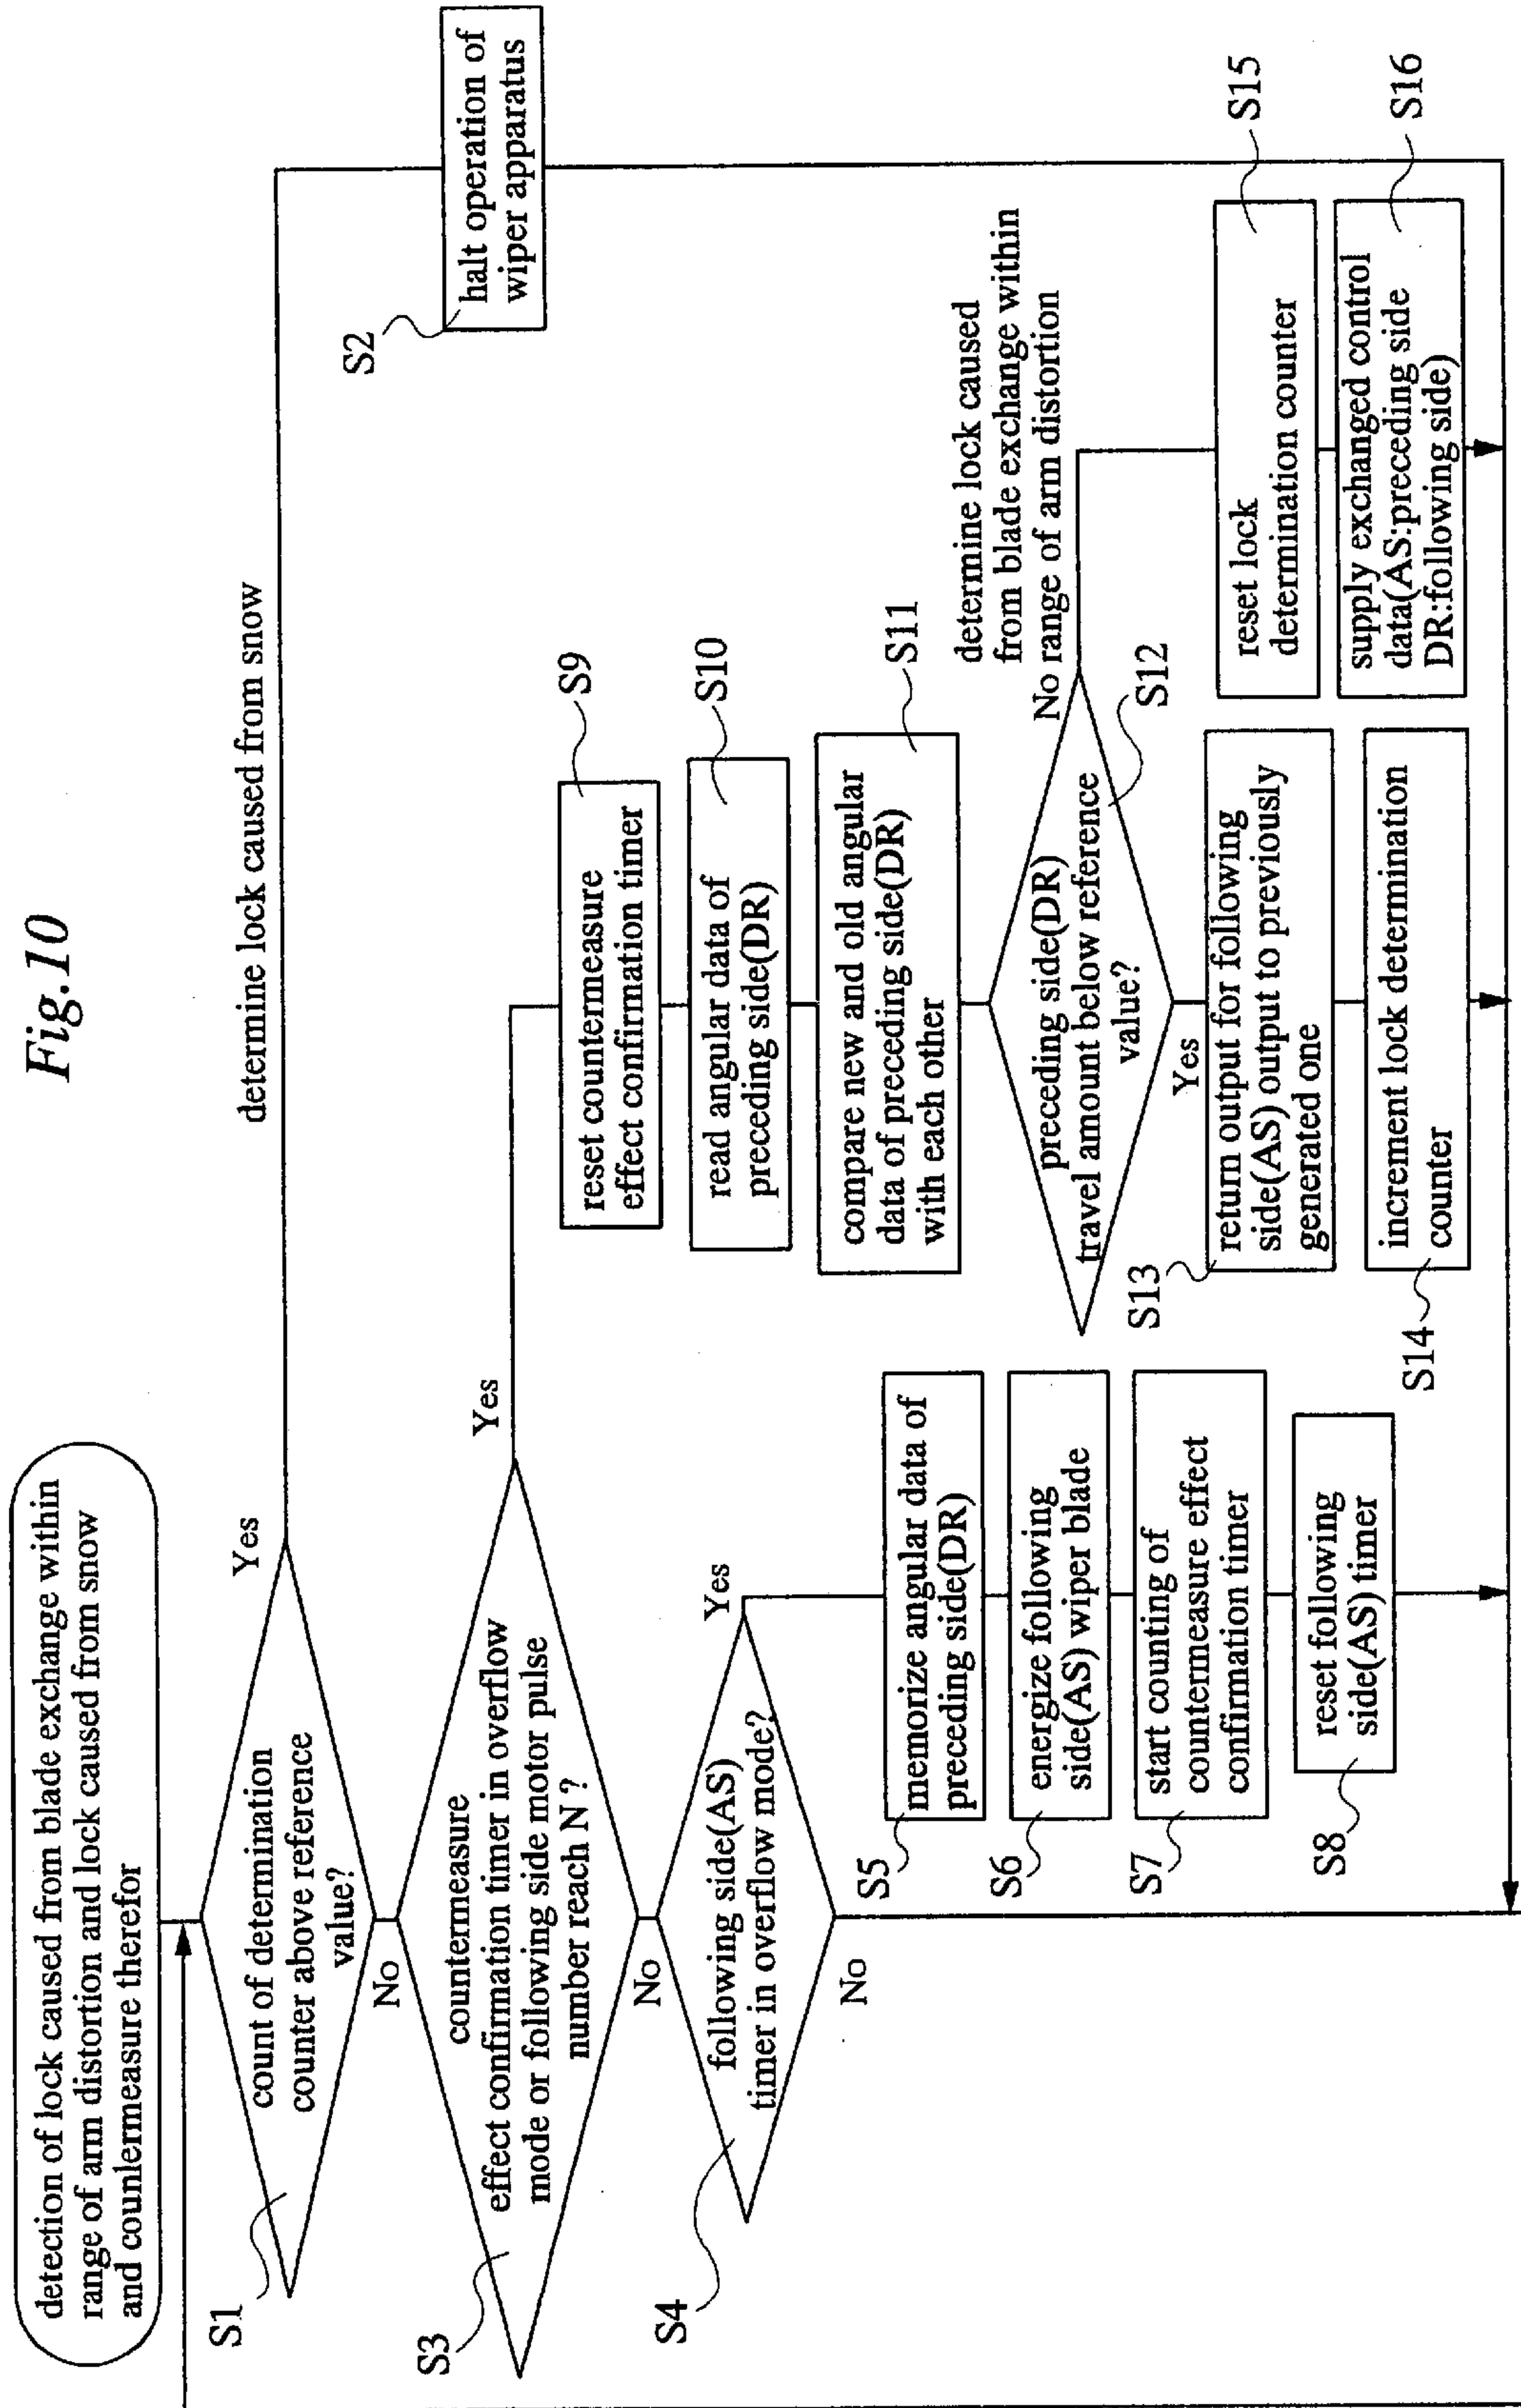 Fig.10
detection of lock caused from blade exchange within
range of arm distortion and lock caused from snow
and counlermeasure therefor
S1
count of determination
counter above reference
value?
Yes
No
determine lock caused from snow
S2
halt operation of
wiper apparatus
S3
countermeasure
effect confirmation timer in overflow
mode or following side motor pulse
number reach N ?
Yes
No
S4
following side(AS)
timer in overflow mode?
Yes
No
S5
memorize angular data of
preceding side(DR)
S6
energize following
side(AS) wiper blade
S7
start counting of
countermeasure effect
confirmation timer
S8
reset following
side(AS) timer
S9
reset countermeasure
effect confirmation timer
S10
read angular data of
preceding side(DR)
S11
compare new and old angular
data of preceding side(DR)
with each other
S12
preceding side(DR)
travel amount below reference
value?
Yes
No
determine lock caused
from blade exchange within
range of arm distortion
S13
return output for following
side(AS) output to previously
generated one
S14
increment lock determination
counter
S15
reset lock
determination counter
S16
supply exchanged control
data(AS:preceding side
DR:following side)